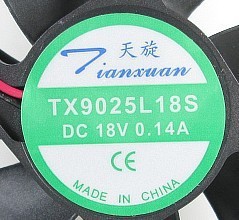 天旋
Tianxuan
TX9025L18S
DC 18V 0.14A
CE
MADE IN CHINA